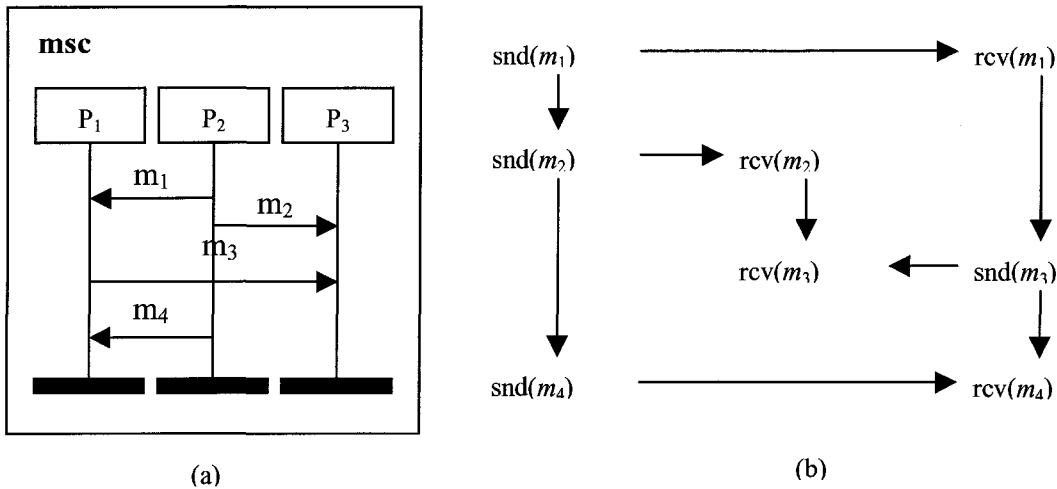 msc
P₁ P₂ P₃
m₁
m₂
m₃
m₄
(a)
snd(m₁) rcv(m₁)
snd(m₂) rcv(m₂)
rcv(m₃) snd(m₃)
snd(m₄) rcv(m₄)
(b)